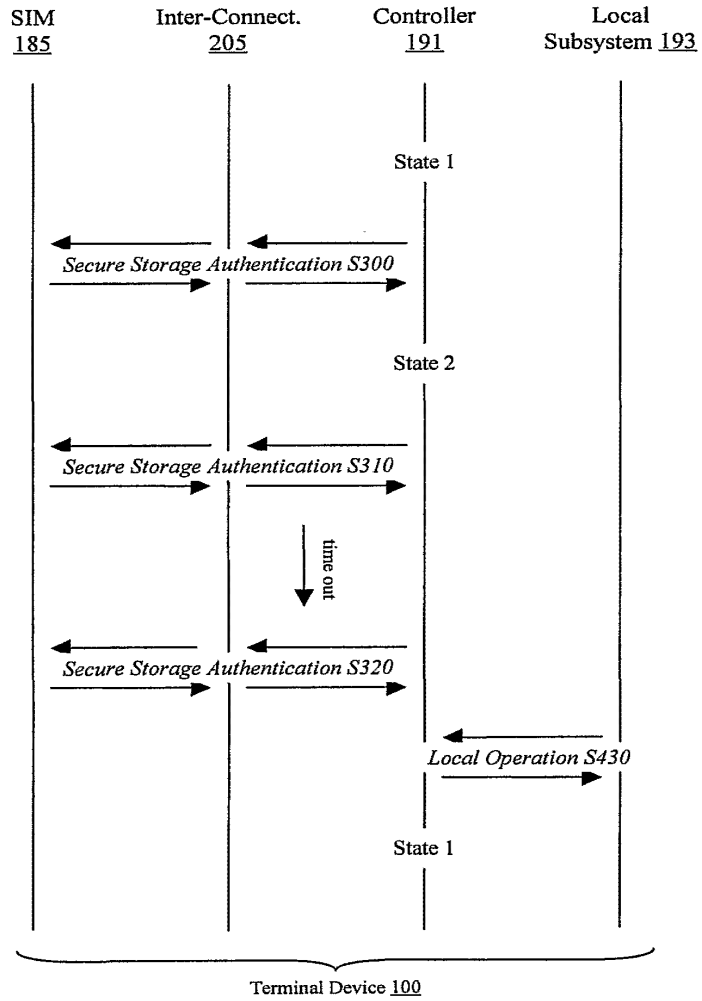 SIM
185
Inter-Connect.
205
Controller
191
Local
Subsystem 193
State 1
Secure Storage Authentication S300
State 2
Secure Storage Authentication S310
time out
Secure Storage Authentication S320
Local Operation S430
State 1
Terminal Device 100